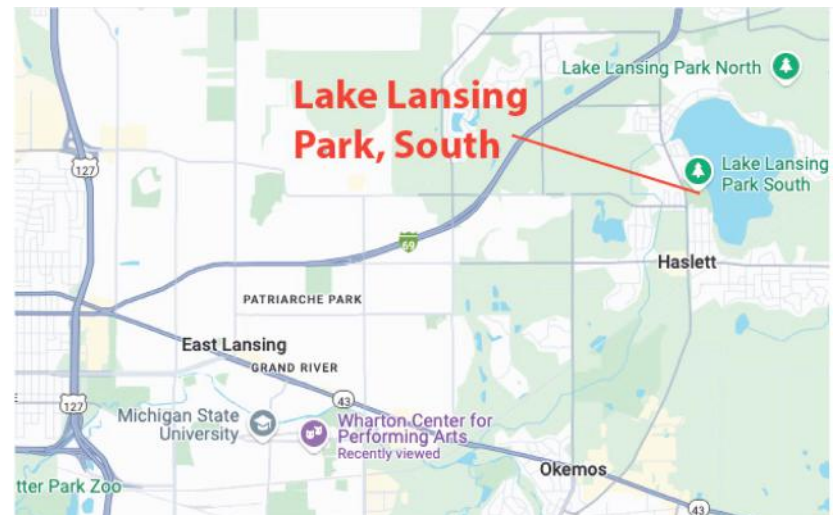 Lake Lansing Park North
Lake Lansing
Park, South
127
Lake Lansing
Park South
69
Haslett
PATRIARCHE PARK
East Lansing
GRAND RIVER
43
127
Michigan State
University
Wharton Center for
Performing Arts
Recently viewed
Okemos
tter Park Zoo
43